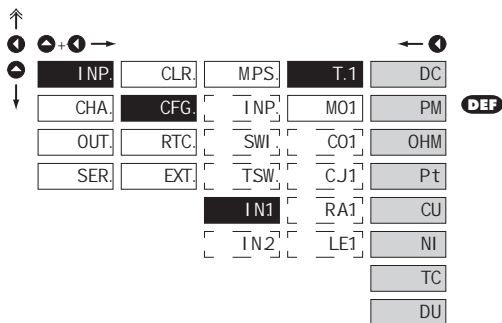 +
INP. CLR. MPS. T.1 DC
CHA. CFG. INP. MO1 PM DEF
OUT. RTC. SWI. CO1 OHM
SER. EXT. TSW. CJ1 Pt
IN1 RA1 CU
IN2 LE1 NI
TC
DU